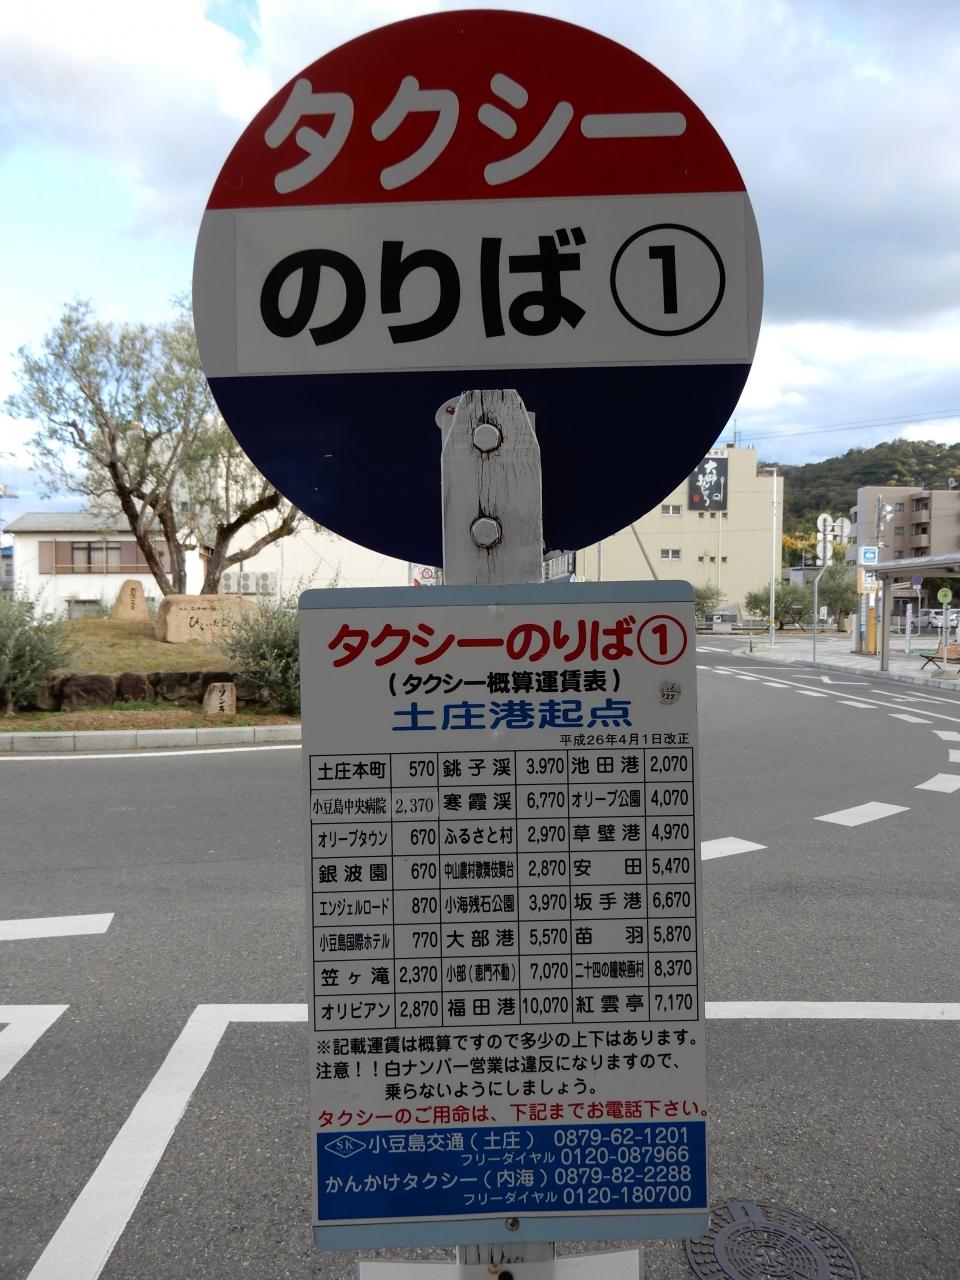 タクシー
のりば①
タクシーのりば①
(タクシー概算運賃表)
土庄港起点
平成26年4月1日改正
土庄本町 570 銚子渓 3.970 池田港 2,070
小豆島中央病院 2,370 寒霞渓 6,770 オリーブ公園 4,070
オリーブタウン 670 ふるさと村 2,970 草壁港 4,970
銀波園 670 中山農村歌舞伎舞台 2,870 安田 5,470
エンジェルロード 870 小海残石公園 3,970 坂手港 6,670
小豆島国際ホテル 770 大部港 5,570 苗羽 5,870
笠ヶ滝 2,370 小部(恵門不動) 7,070 二十四の瞳映画村 8,370
オリビアン 2,870 福田港 10,070 紅雲亭 7,170
※記載運賃は概算ですので多少の上下はあります。
注意!!白ナンバー営業は違反になりますので、
乗らないようにしましょう。
タクシーのご用命は、下記までお電話下さい。
SK 小豆島交通(土庄) 0879-62-1201
フリーダイヤル 0120-087966
かんかけタクシー(内海) 0879-82-2288
フリーダイヤル 0120-180700